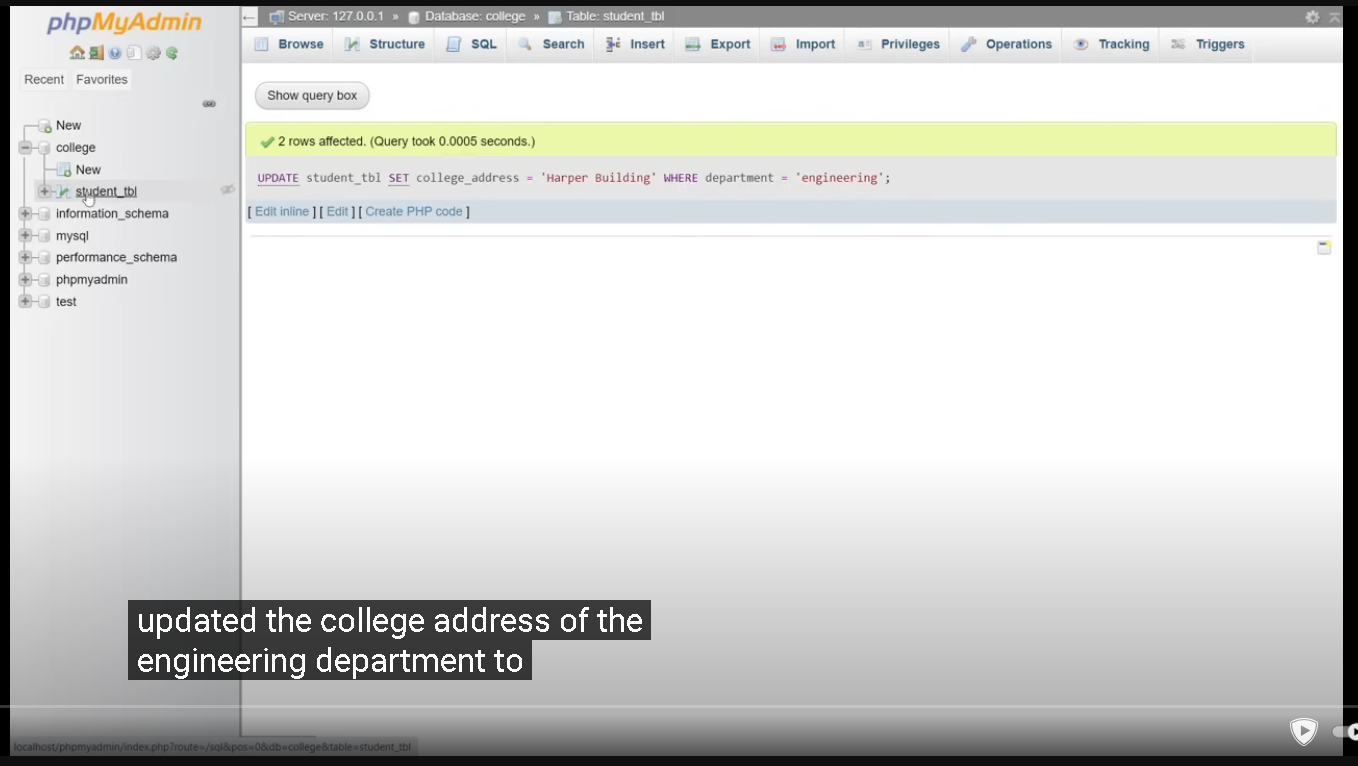 phpMyAdmin
Recent Favorites
New
college
New
student_tbl
information_schema
mysql
performance_schema
phpmyadmin
test
Server: 127.0.0.1 » Database: college » Table: student_tbl
Browse Structure SQL Search Insert Export Import Privileges Operations Tracking Triggers
Show query box
2 rows affected. (Query took 0.0005 seconds.)
UPDATE student_tbl SET college_address = 'Harper Building' WHERE department = 'engineering';
[ Edit inline ] [ Edit ] [ Create PHP code ]
updated the college address of the
engineering department to
localhost/phpmyadmin/index.php?route=/sql&pos=0&db=college&table=student_tbl